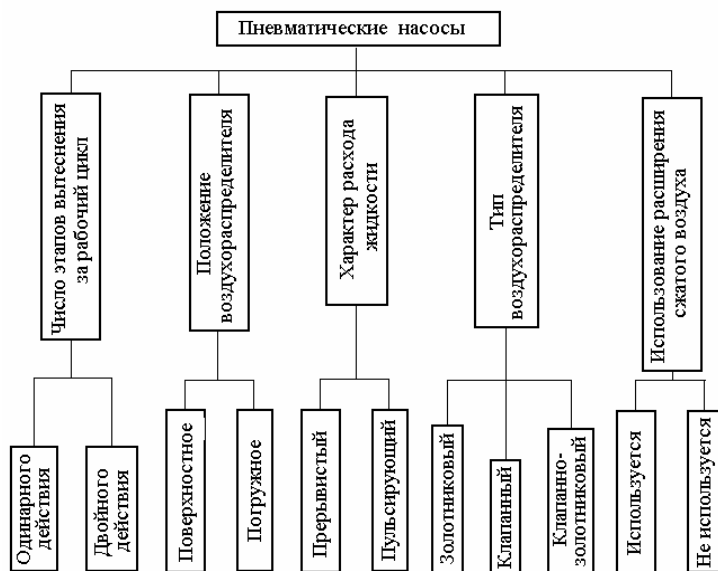 Пневматические насосы
Число этапов вытеснения
за рабочий цикл
Положение
воздухораспределителя
Характер расхода
жидкости
Тип
воздухораспределителя
Использование расширения
сжатого воздуха
Одинарного
действия
Двойного
действия
Поверхностное
Погружное
Прерывистый
Пульсирующий
Золотниковый
Клапанный
Клапанно-
золотниковый
Используется
Не используется